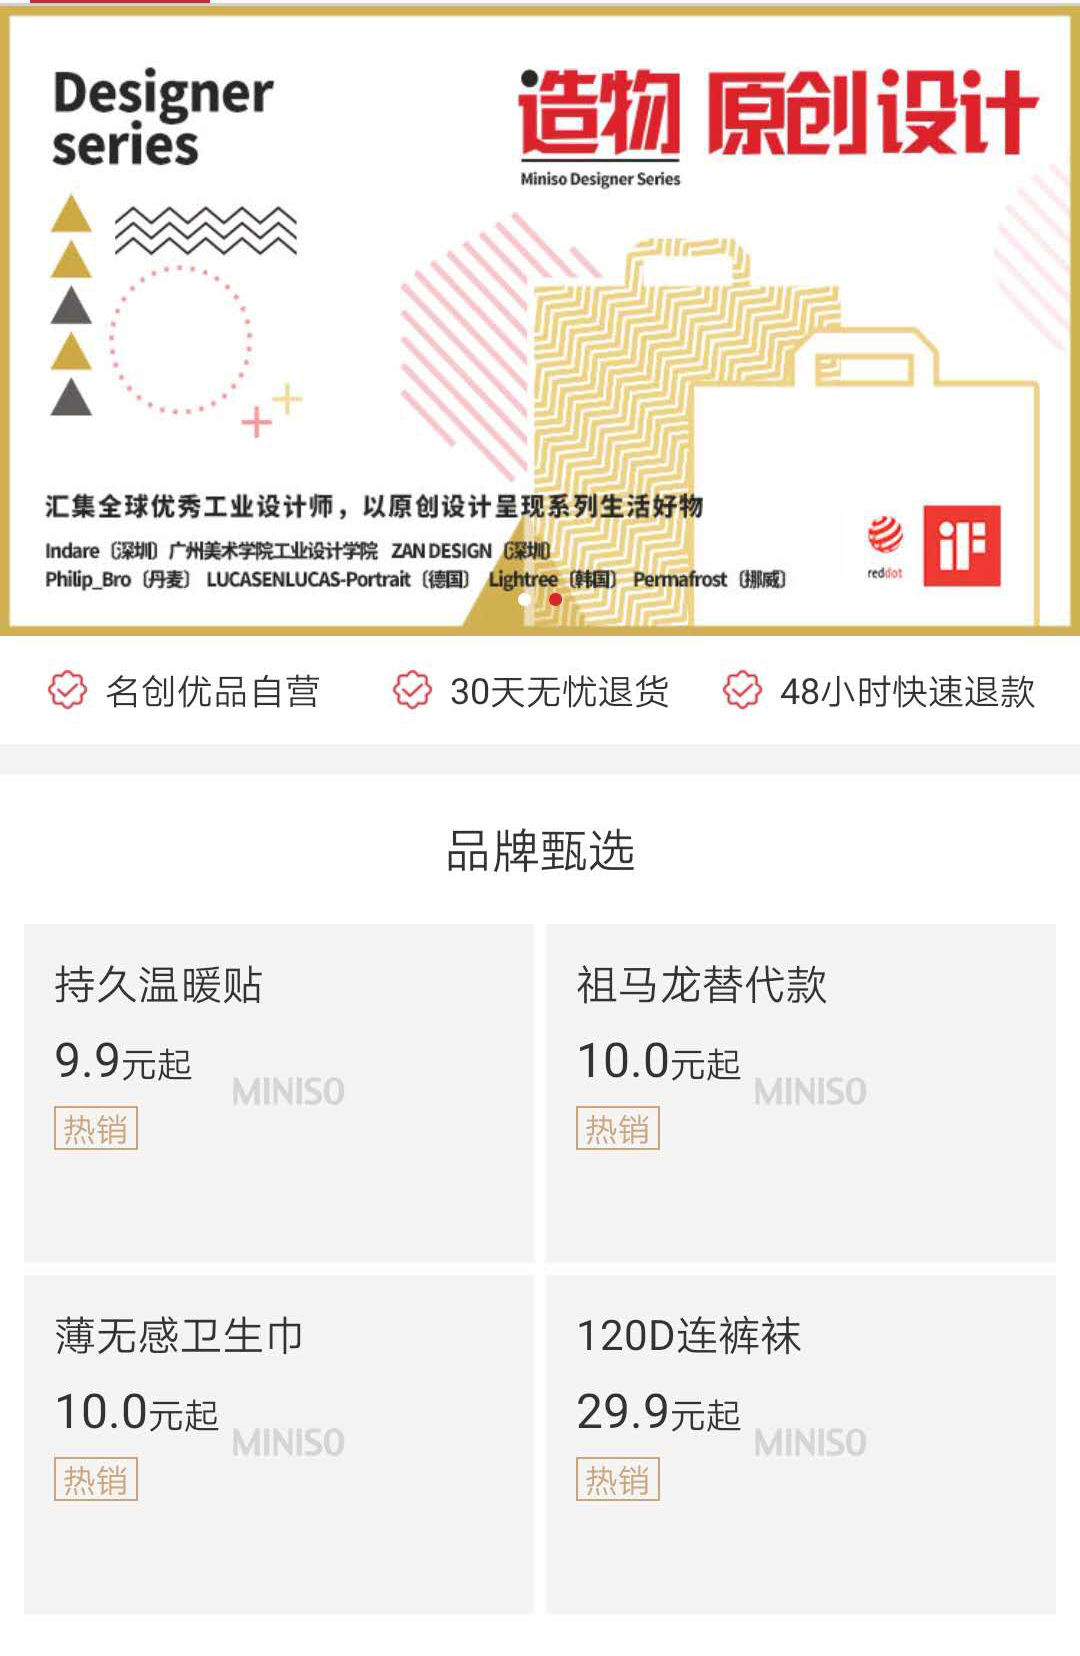 Designer
series
造物 原创设计
Miniso Designer Series
汇集全球优秀工业设计师，以原创设计呈现系列生活好物
Indare〔深圳〕广州美术学院工业设计学院 ZAN DESIGN〔深圳〕
Philip_Bro〔丹麦〕 LUCASENLUCAS-Portrait〔德国〕 Lightree〔韩国〕 Permafrost〔挪威〕
reddot
iF
名创优品自营
30天无忧退货
48小时快速退款
品牌甄选
持久温暖贴
9.9元起
MINISO
热销
祖马龙替代款
10.0元起
MINISO
热销
薄无感卫生巾
10.0元起
MINISO
热销
120D连裤袜
29.9元起
MINISO
热销